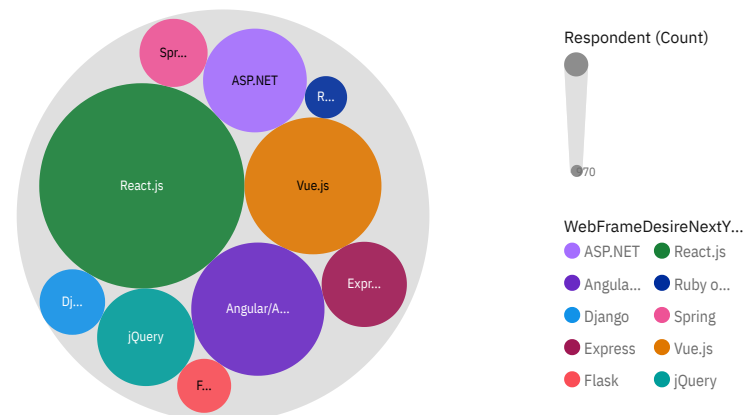 Spr...
ASP.NET
R...
React.js
Vue.js
Dj...
jQuery
Angular/A...
Expr...
F...
Respondent (Count)
970
WebFrameDesireNextY...
ASP.NET
React.js
Angula...
Ruby o...
Django
Spring
Express
Vue.js
Flask
jQuery